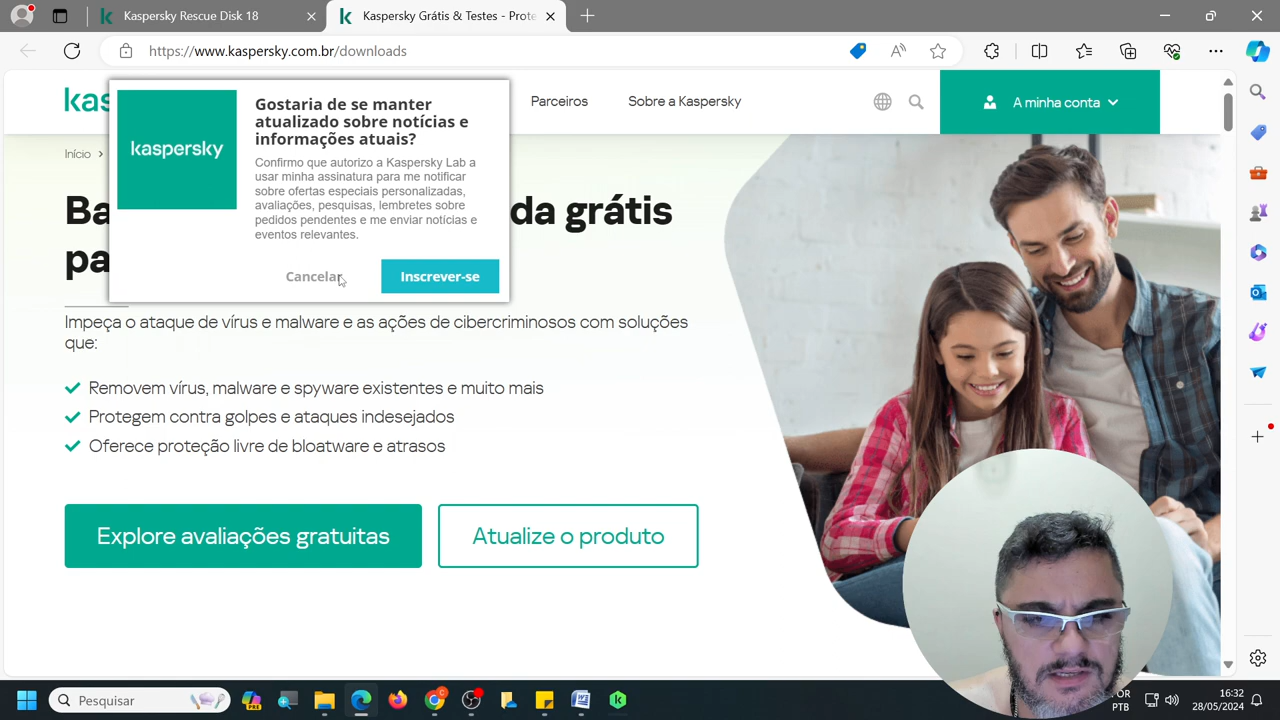 Kaspersky Rescue Disk 18
Kaspersky Grátis & Testes - Prote
https://www.kaspersky.com.br/downloads
kas
Parceiros
Sobre a Kaspersky
A minha conta
Gostaria de se manter
atualizado sobre notícias e
informações atuais?
kaspersky
Confirmo que autorizo a Kaspersky Lab a
usar minha assinatura para me notificar
sobre ofertas especiais personalizadas,
avaliações, pesquisas, lembretes sobre
pedidos pendentes e me enviar notícias e
eventos relevantes.
Cancelar
Inscrever-se
Início
Ba
da grátis
pa
Impeça o ataque de vírus e malware e as ações de cibercriminosos com soluções
que:
Removem vírus, malware e spyware existentes e muito mais
Protegem contra golpes e ataques indesejados
Oferece proteção livre de bloatware e atrasos
Explore avaliações gratuitas
Atualize o produto
Pesquisar
PRE
POR
PTB
16:32
28/05/2024